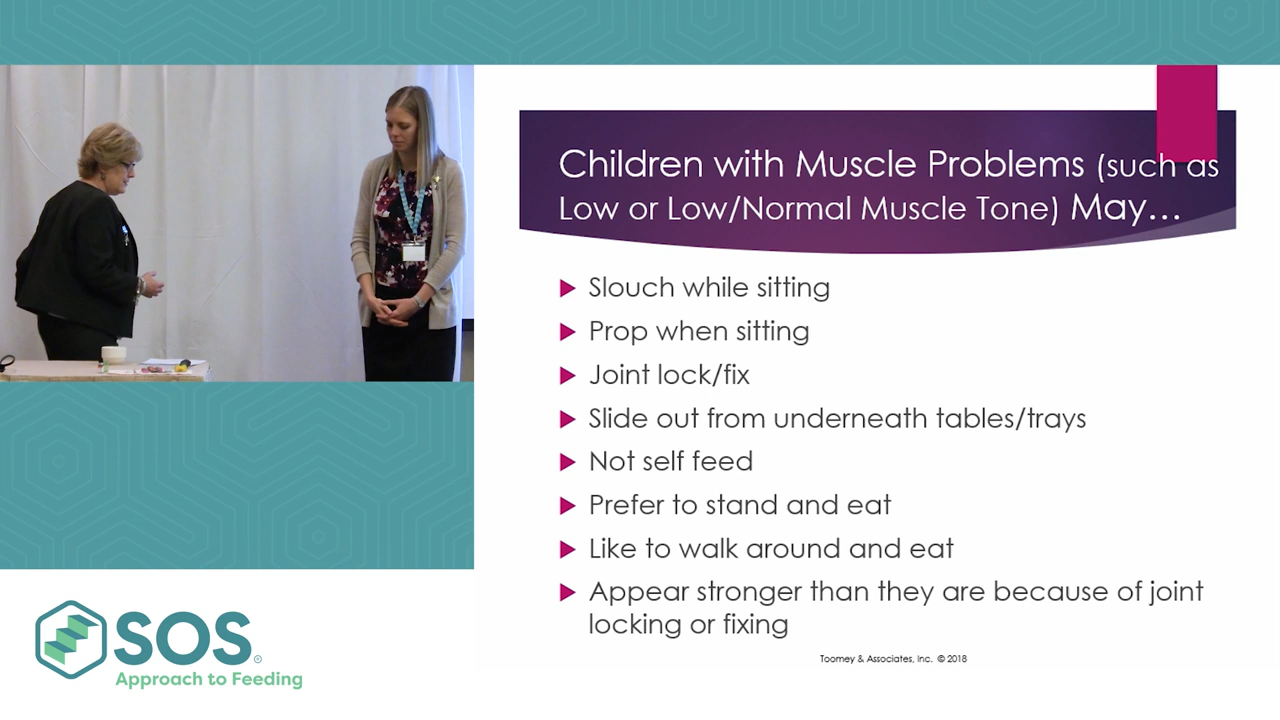 Children with Muscle Problems (such as
Low or Low/Normal Muscle Tone) May…
Slouch while sitting
Prop when sitting
Joint lock/fix
Slide out from underneath tables/trays
Not self feed
Prefer to stand and eat
Like to walk around and eat
Appear stronger than they are because of joint
locking or fixing
Toomey & Associates, Inc. © 2018
SOS®
Approach to Feeding